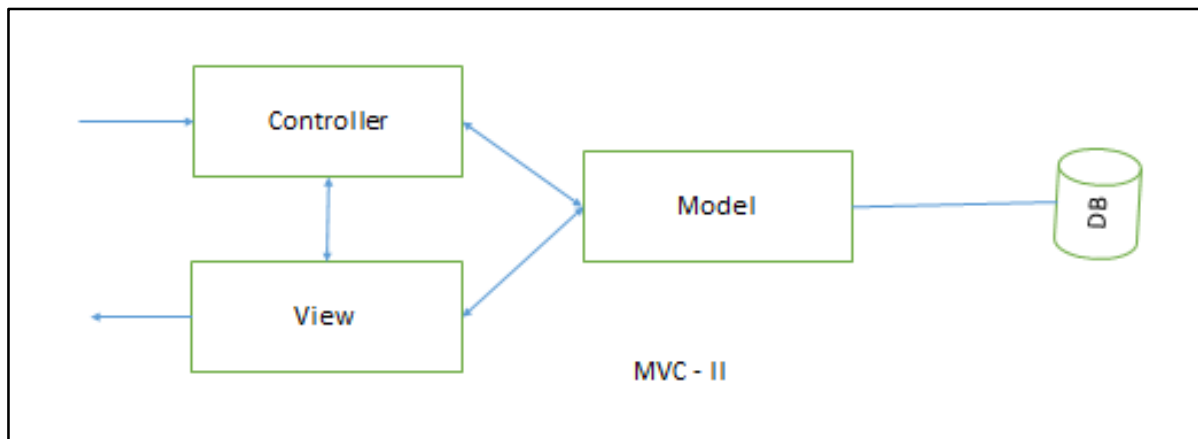 Controller
Model
DB
View
MVC - II